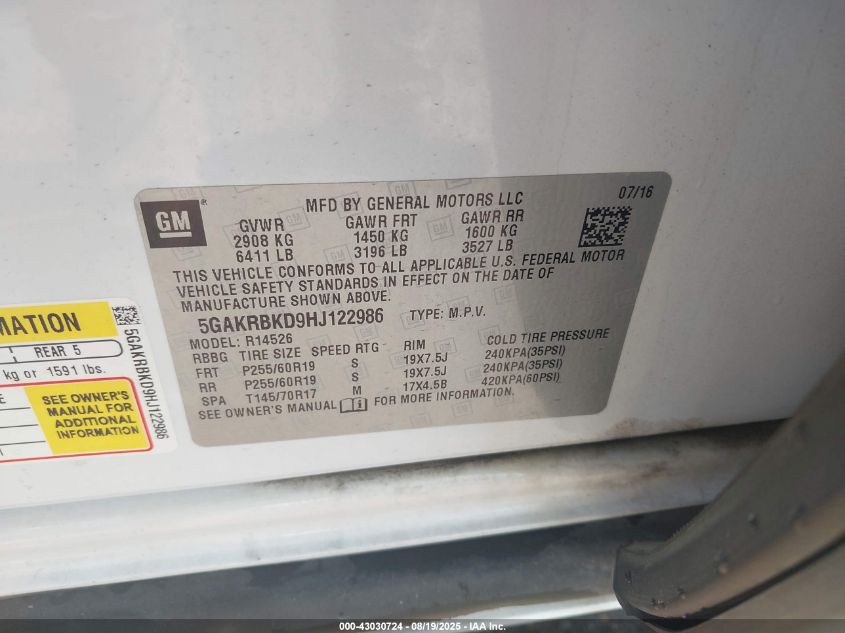 07/16
GM ®
MFD BY GENERAL MOTORS LLC
GVWR GAWR FRT GAWR RR
2908 KG 1450 KG 1600 KG
6411 LB 3196 LB 3527 LB
THIS VEHICLE CONFORMS TO ALL APPLICABLE U.S. FEDERAL MOTOR
VEHICLE SAFETY STANDARDS IN EFFECT ON THE DATE OF
MANUFACTURE SHOWN ABOVE.
5GAKRBKD9HJ122986 TYPE: M.P.V.
MODEL: R14526
RBBG TIRE SIZE SPEED RTG RIM COLD TIRE PRESSURE
FRT P255/60R19 S 19X7.5J 240KPA(35PSI)
RR P255/60R19 S 19X7.5J 240KPA(35PSI)
SPA T145/70R17 M 17X4.5B 420KPA(60PSI)
SEE OWNER'S MANUAL FOR MORE INFORMATION.
REAR 5
kg or 1591 lbs.
SEE OWNER'S
MANUAL FOR
ADDITIONAL
INFORMATION
5GAKRBKD9HJ122986
000-43030724 - 08/19/2025 - IAA Inc.